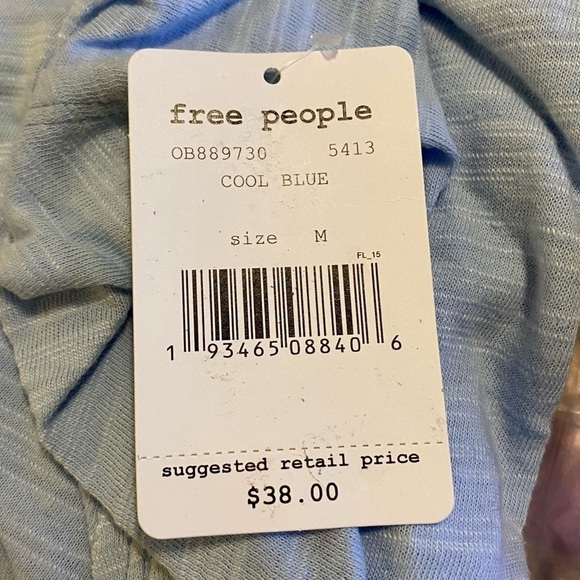 free people
OB889730 5413
COOL BLUE
size M
FL_15
1 93465 08840 6
suggested retail price
$38.00